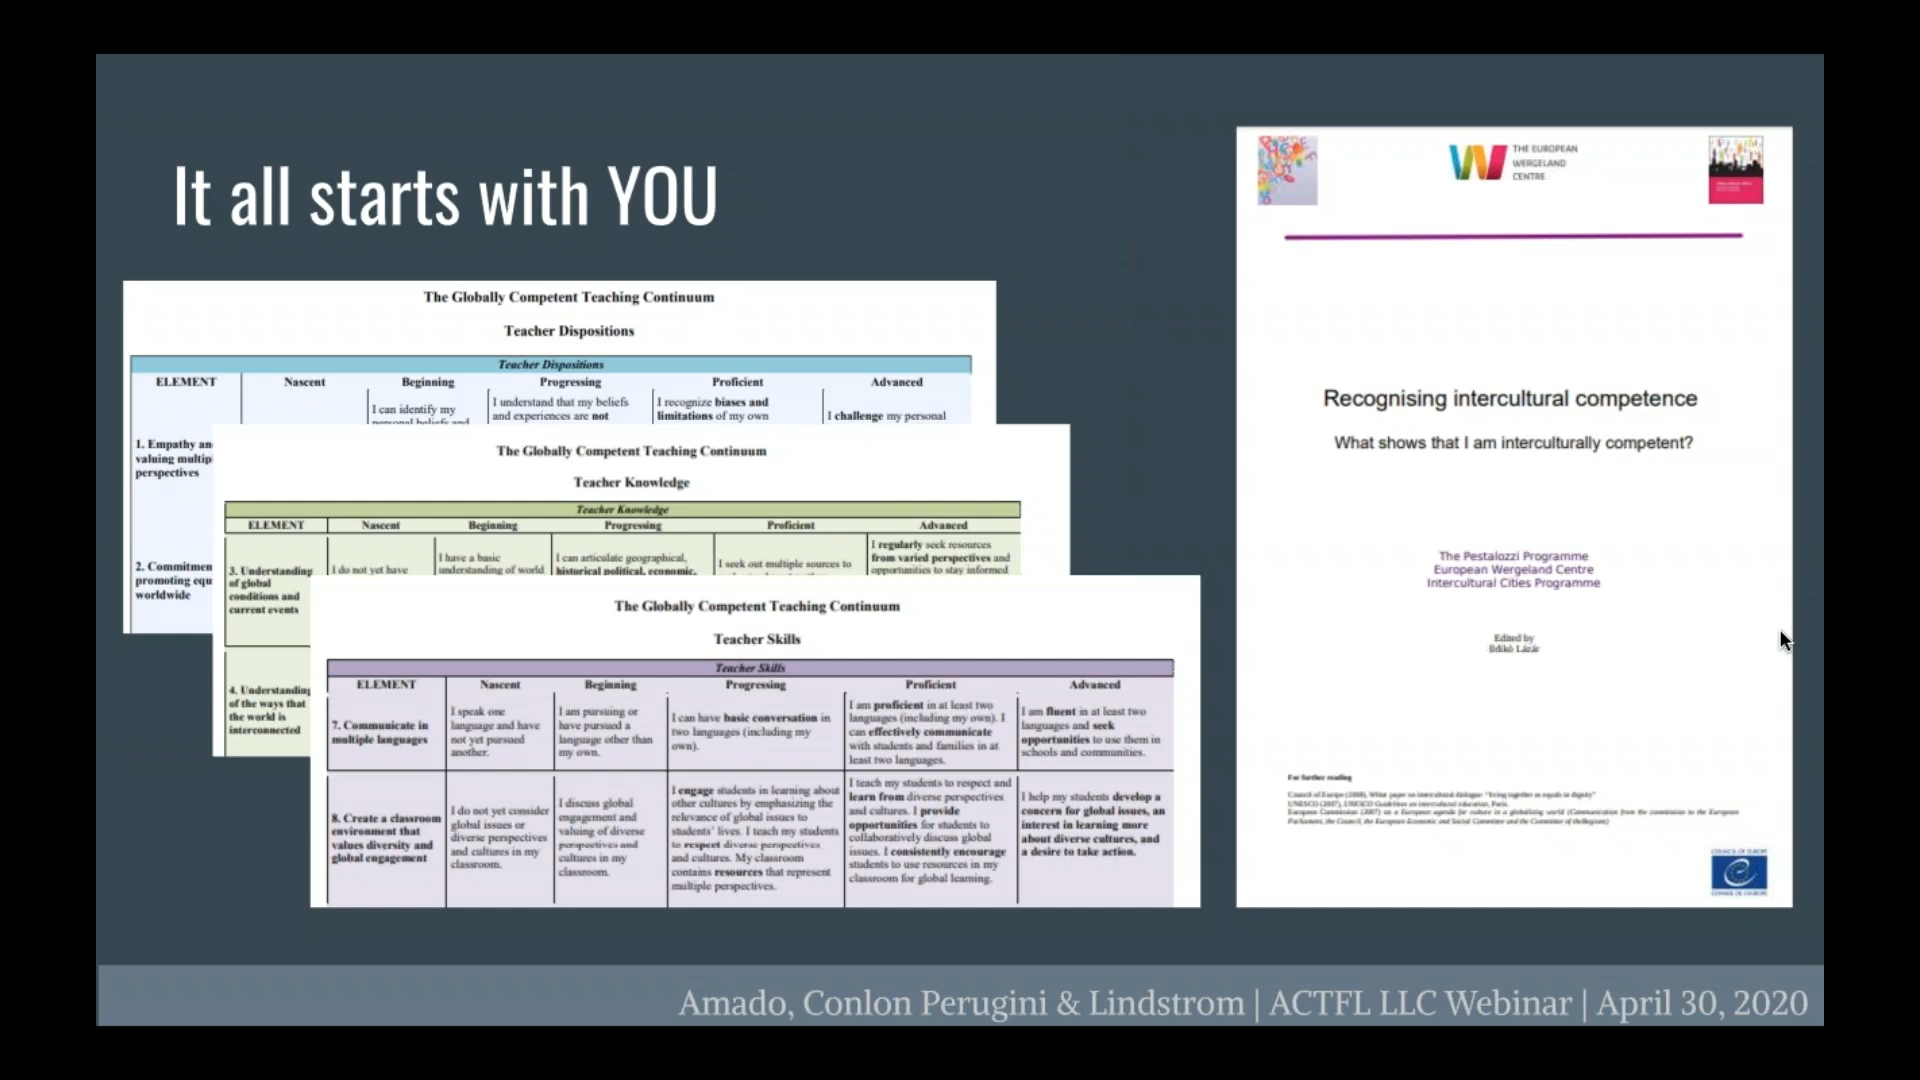 It all starts with YOU
The Globally Competent Teaching Continuum
Teacher Dispositions
Teacher Dispositions
ELEMENT Nascent Beginning Progressing Proficient Advanced
I can identify my
personal beliefs and
I understand that my beliefs
and experiences are not
I recognize biases and
limitations of my own
I challenge my personal
1. Empathy an
valuing multip
perspectives
2. Commitmen
promoting equ
worldwide
The Globally Competent Teaching Continuum
Teacher Knowledge
Teacher Knowledge
ELEMENT Nascent Beginning Progressing Proficient Advanced
3. Understanding
of global
conditions and
current events
I do not yet have
I have a basic
understanding of world
I can articulate geographical,
historical political, economic,
I seek out multiple sources to
I regularly seek resources
from varied perspectives and
opportunities to stay informed
4. Understanding
of the ways that
the world is
interconnected
The Globally Competent Teaching Continuum
Teacher Skills
Teacher Skills
ELEMENT Nascent Beginning Progressing Proficient Advanced
7. Communicate in
multiple languages
I speak one
language and have
not yet pursued
another.
I am pursuing or
have pursued a
language other than
my own.
I can have basic conversation in
two languages (including my
own).
I am proficient in at least two
languages (including my own). I
can effectively communicate
with students and families in at
least two languages.
I am fluent in at least two
languages and seek
opportunities to use them in
schools and communities.
8. Create a classroom
environment that
values diversity and
global engagement
I do not yet consider
global issues or
diverse perspectives
and cultures in my
classroom.
I discuss global
engagement and
valuing of diverse
perspectives and
cultures in my
classroom.
I engage students in learning about
other cultures by emphasizing the
relevance of global issues to
students' lives. I teach my students
to respect diverse perspectives
and cultures. My classroom
contains resources that represent
multiple perspectives.
I teach my students to respect and
learn from diverse perspectives
and cultures. I provide
opportunities for students to
collaboratively discuss global
issues. I consistently encourage
students to use resources in my
classroom for global learning.
I help my students develop a
concern for global issues, an
interest in learning more
about diverse cultures, and
a desire to take action.
THE EUROPEAN
WERGELAND
CENTRE
Recognising intercultural competence
What shows that I am interculturally competent?
The Pestalozzi Programme
European Wergeland Centre
Intercultural Cities Programme
Edited by
Ildikó Lázár
For further reading
Council of Europe (2008), White paper on intercultural dialogue: "living together as equals in dignity"
UNESCO (2007), UNESCO Guidelines on intercultural education, Paris.
European Commission (2007) on a European agenda for culture in a globalizing world (Communication from the commission to the European
Parliament, the Council, the European Economic and Social Committee and the Committee of theRegions)
COUNCIL OF EUROPE
CONSEIL DE L'EUROPE
Amado, Conlon Perugini & Lindstrom | ACTFL LLC Webinar | April 30, 2020